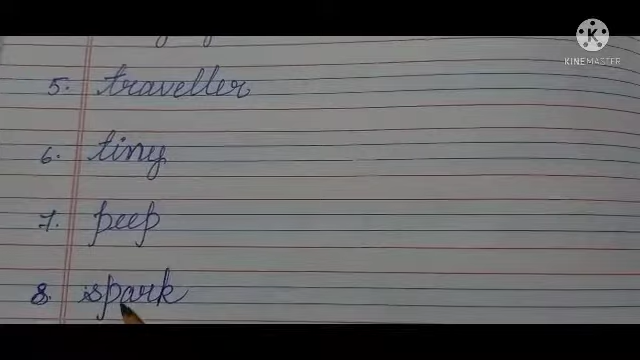 KINEMASTER
5. traveller
6. tiny
7. peep
8. spark